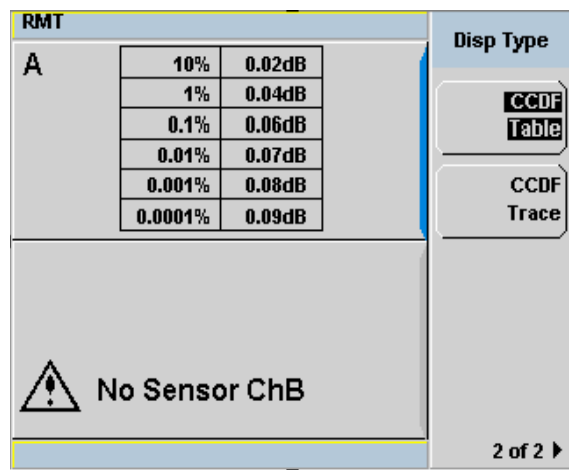 RMT
Disp Type
A
10% 0.02dB
1% 0.04dB
0.1% 0.06dB
0.01% 0.07dB
0.001% 0.08dB
0.0001% 0.09dB
CCDF
Table
CCDF
Trace
No Sensor ChB
2 of 2